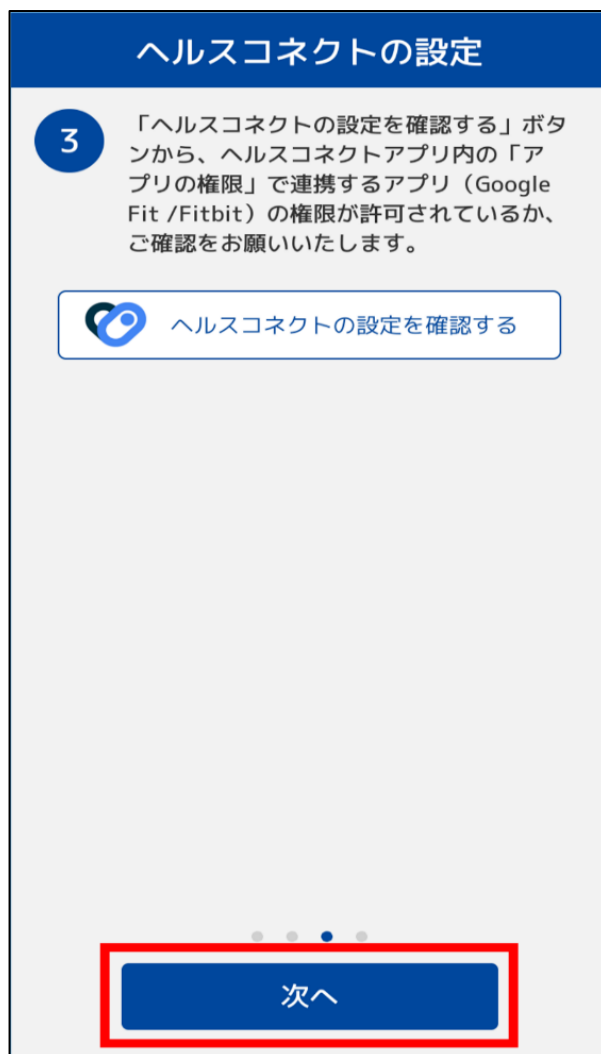 ヘルスコネクトの設定
3
「ヘルスコネクトの設定を確認する」ボタ
ンから、ヘルスコネクトアプリ内の「ア
プリの権限」で連携するアプリ（Google
Fit /Fitbit）の権限が許可されているか、
ご確認をお願いいたします。
ヘルスコネクトの設定を確認する
次へ